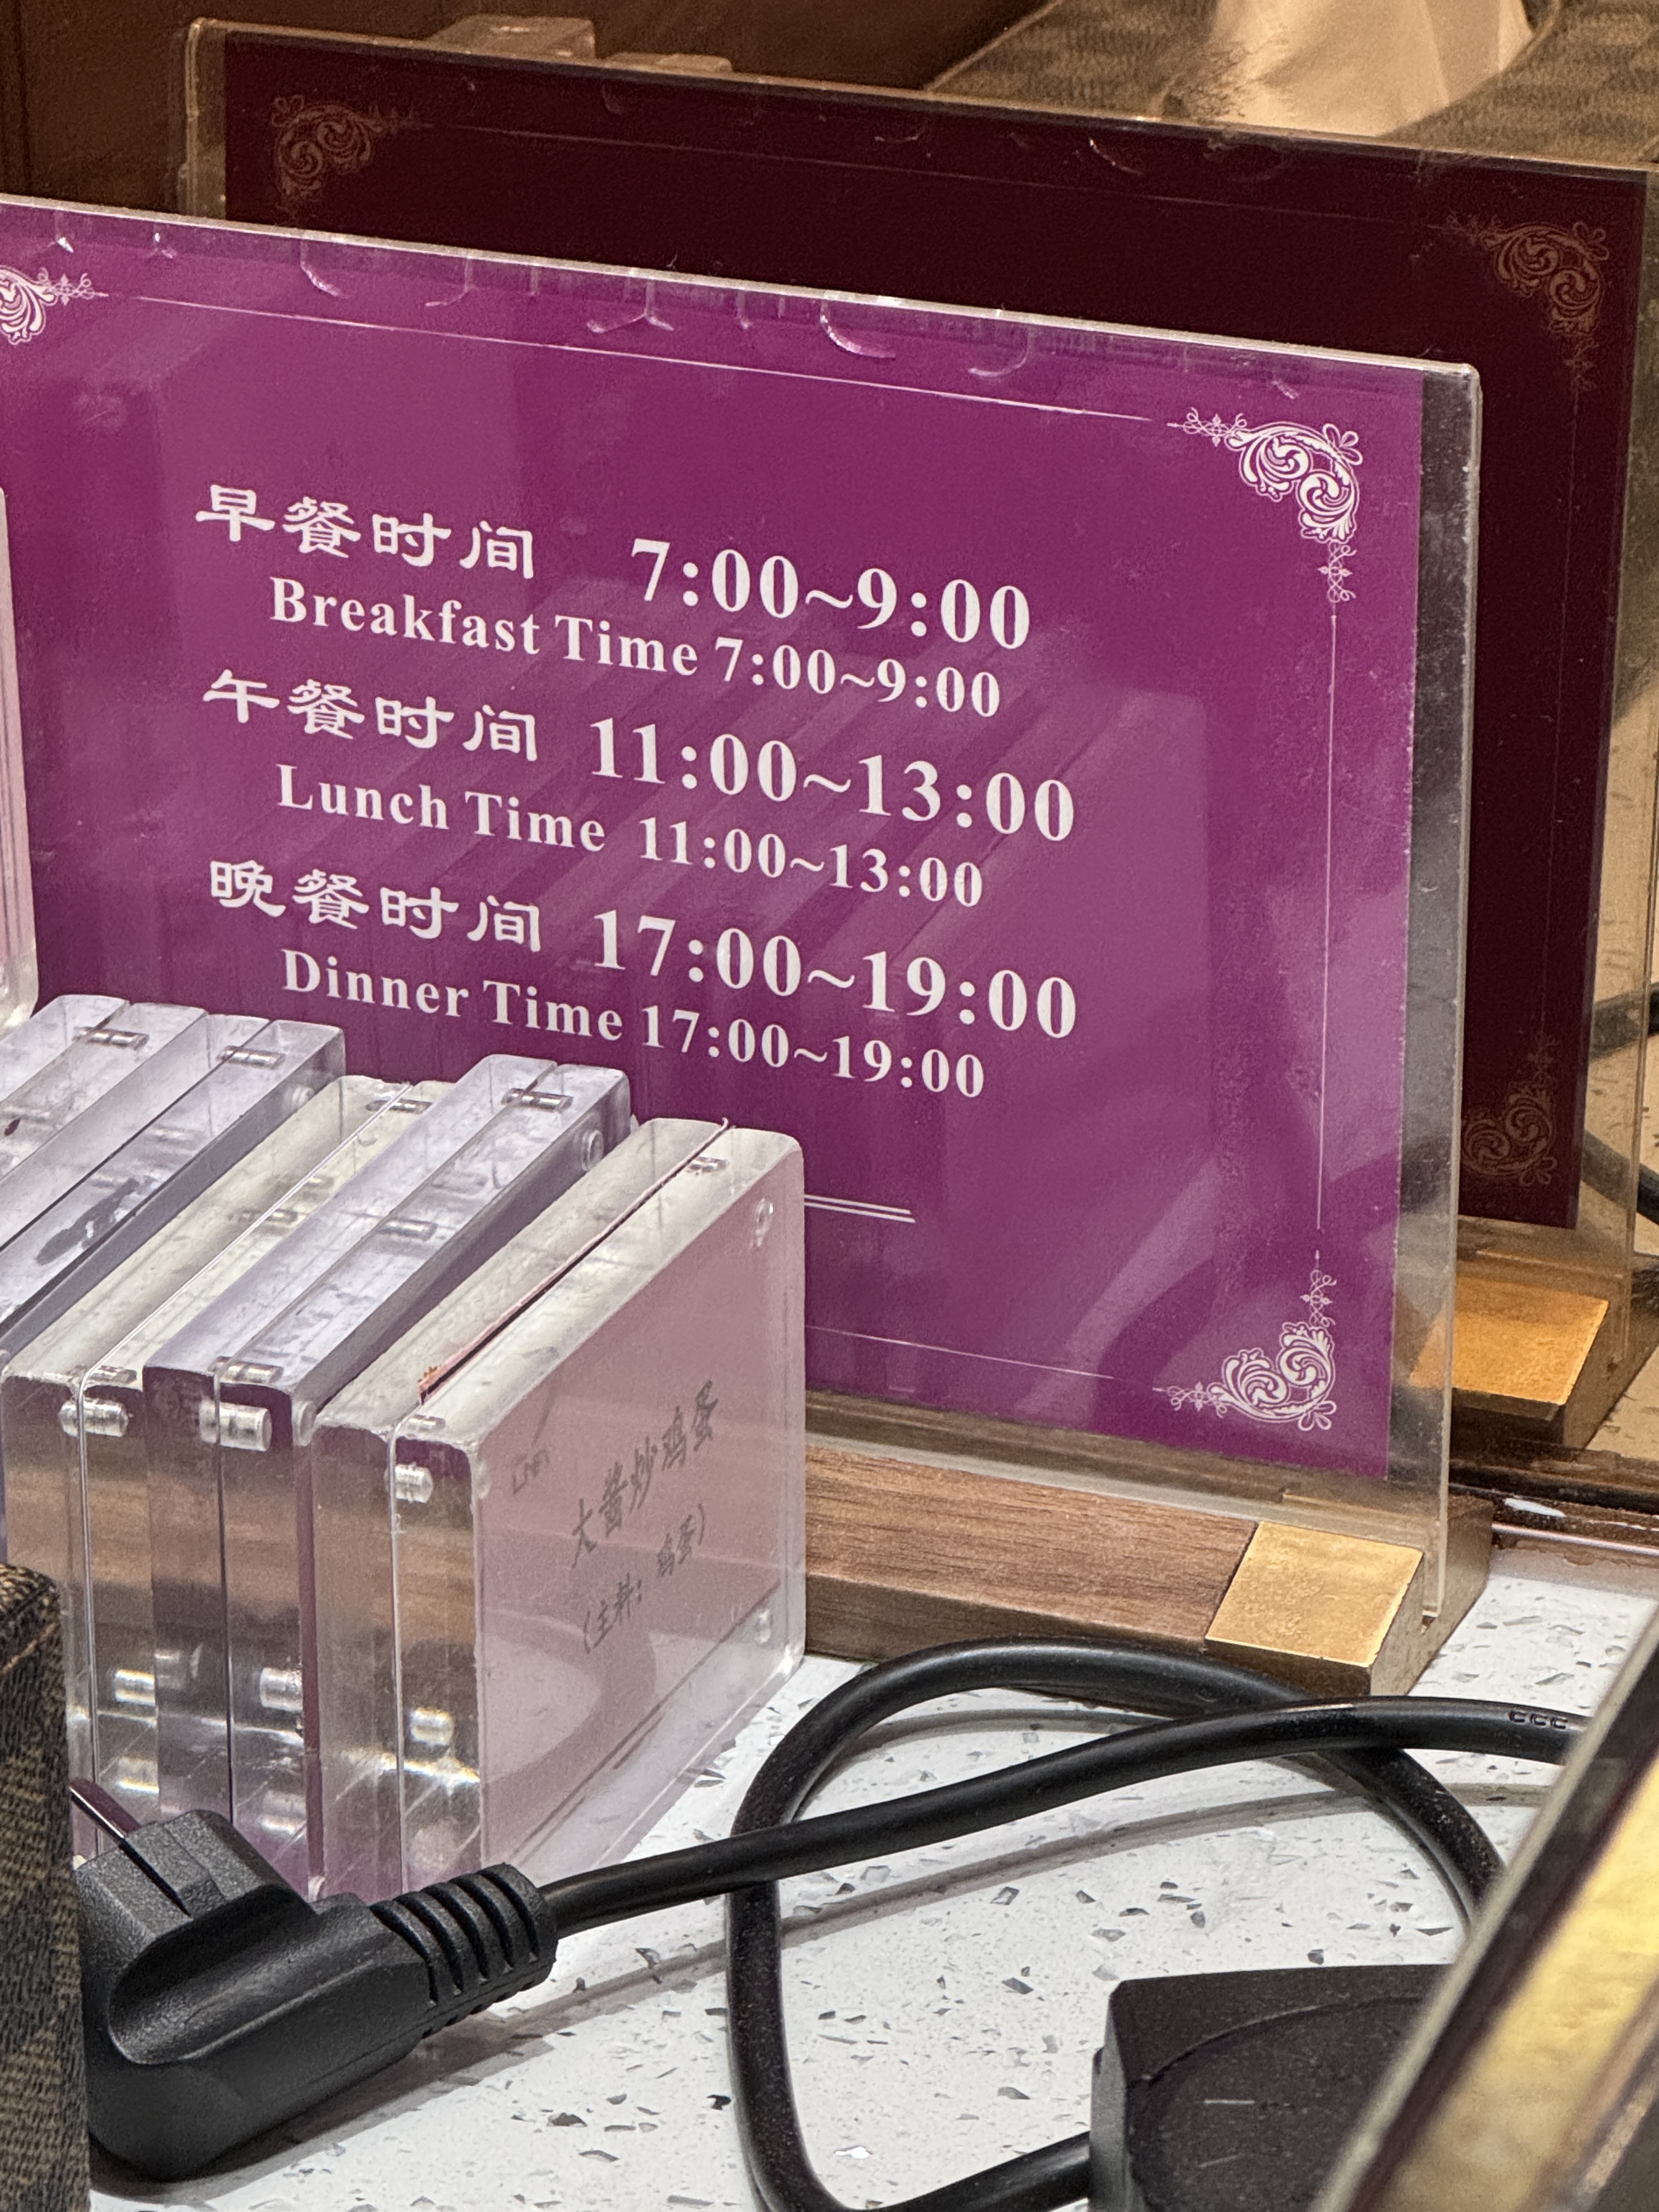 早餐时间 7:00~9:00
Breakfast Time 7:00~9:00
午餐时间 11:00~13:00
Lunch Time 11:00~13:00
晚餐时间 17:00~19:00
Dinner Time 17:00~19:00
大酱炒鸡蛋
(主料: 鸡蛋)